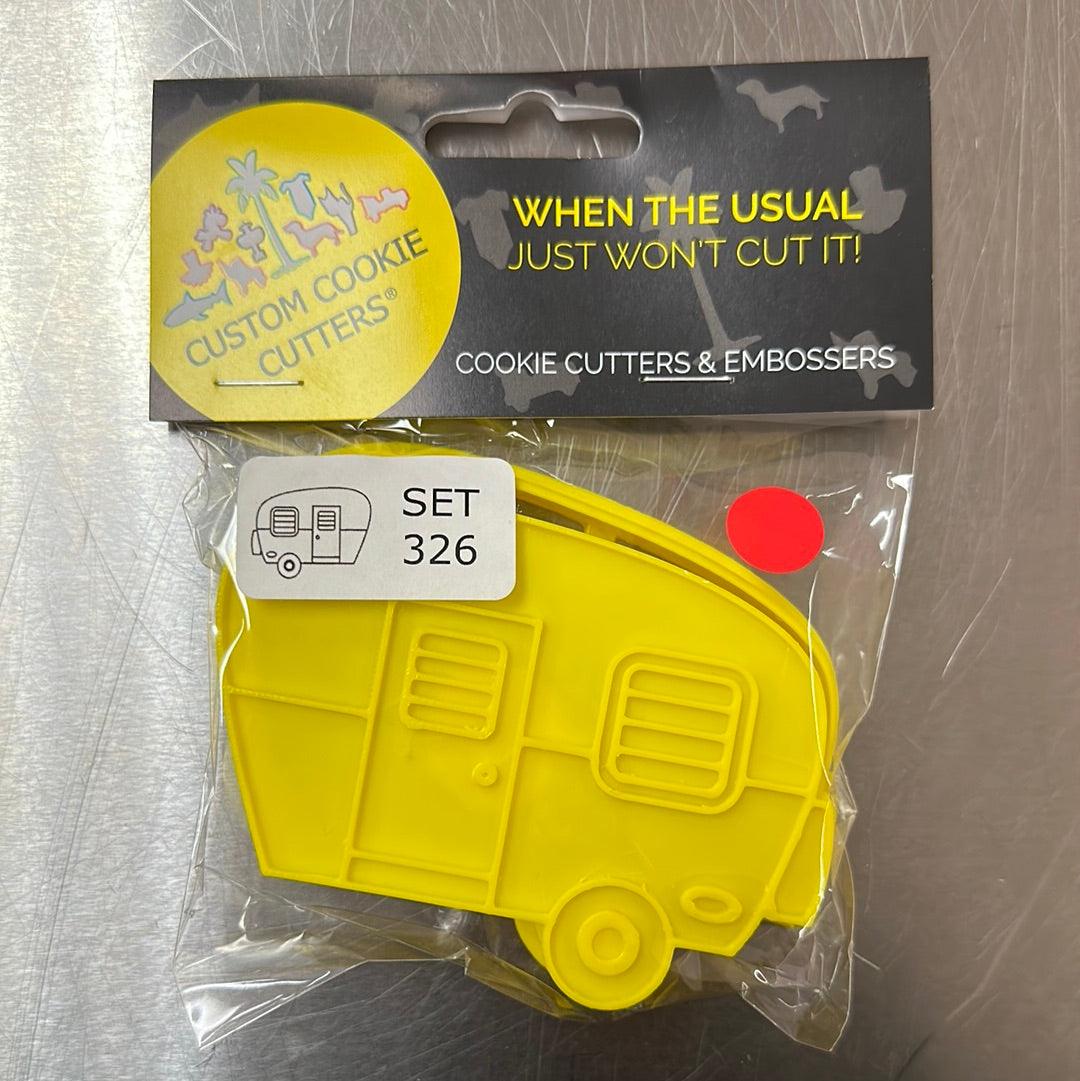 CUSTOM COOKIE
CUTTERS®
WHEN THE USUAL
JUST WON'T CUT IT!
COOKIE CUTTERS & EMBOSSERS
SET
326